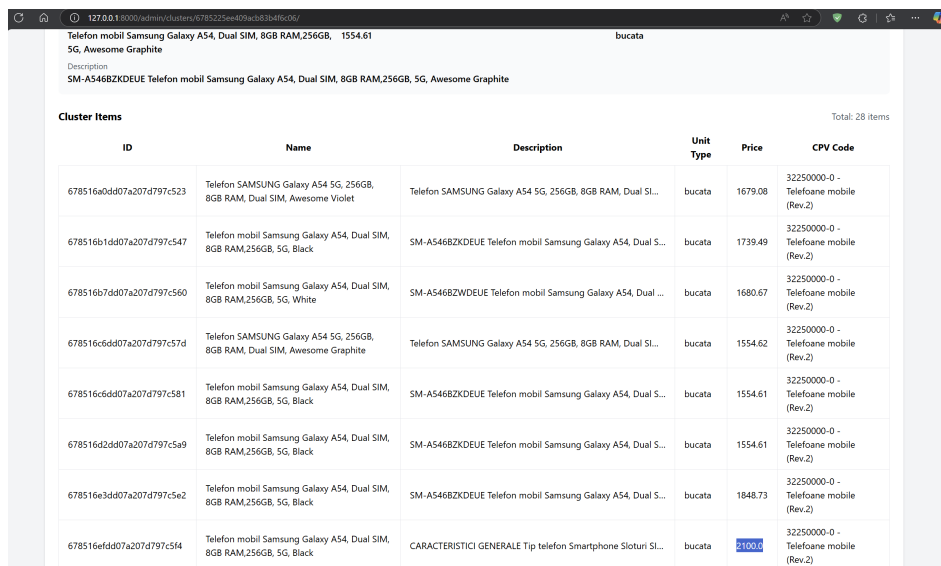 127.0.0.1:8000/admin/clusters/6785225ee409acb83b4f6c06/
Telefon mobil Samsung Galaxy A54, Dual SIM, 8GB RAM,256GB, 1554.61 bucata
5G, Awesome Graphite
Description
SM-A546BZKDEUE Telefon mobil Samsung Galaxy A54, Dual SIM, 8GB RAM,256GB, 5G, Awesome Graphite
Cluster Items Total: 28 items
ID Name Description Unit Type Price CPV Code
678516a0dd07a207d797c523 Telefon SAMSUNG Galaxy A54 5G, 256GB, 8GB RAM, Dual SIM, Awesome Violet Telefon SAMSUNG Galaxy A54 5G, 256GB, 8GB RAM, Dual SI... bucata 1679.08 32250000-0 - Telefoane mobile (Rev.2)
678516b1dd07a207d797c547 Telefon mobil Samsung Galaxy A54, Dual SIM, 8GB RAM,256GB, 5G, Black SM-A546BZKDEUE Telefon mobil Samsung Galaxy A54, Dual S... bucata 1739.49 32250000-0 - Telefoane mobile (Rev.2)
678516b7dd07a207d797c560 Telefon mobil Samsung Galaxy A54, Dual SIM, 8GB RAM,256GB, 5G, White SM-A546BZWDEUE Telefon mobil Samsung Galaxy A54, Dual ... bucata 1680.67 32250000-0 - Telefoane mobile (Rev.2)
678516c6dd07a207d797c57d Telefon SAMSUNG Galaxy A54 5G, 256GB, 8GB RAM, Dual SIM, Awesome Graphite Telefon SAMSUNG Galaxy A54 5G, 256GB, 8GB RAM, Dual SI... bucata 1554.62 32250000-0 - Telefoane mobile (Rev.2)
678516c6dd07a207d797c581 Telefon mobil Samsung Galaxy A54, Dual SIM, 8GB RAM,256GB, 5G, Black SM-A546BZKDEUE Telefon mobil Samsung Galaxy A54, Dual S... bucata 1554.61 32250000-0 - Telefoane mobile (Rev.2)
678516d2dd07a207d797c5a9 Telefon mobil Samsung Galaxy A54, Dual SIM, 8GB RAM,256GB, 5G, Black SM-A546BZKDEUE Telefon mobil Samsung Galaxy A54, Dual S... bucata 1554.61 32250000-0 - Telefoane mobile (Rev.2)
678516e3dd07a207d797c5e2 Telefon mobil Samsung Galaxy A54, Dual SIM, 8GB RAM,256GB, 5G, Black SM-A546BZKDEUE Telefon mobil Samsung Galaxy A54, Dual S... bucata 1848.73 32250000-0 - Telefoane mobile (Rev.2)
678516efdd07a207d797c5f4 Telefon mobil Samsung Galaxy A54, Dual SIM, 8GB RAM,256GB, 5G, Black CARACTERISTICI GENERALE Tip telefon Smartphone Sloturi SI... bucata 2100.0 32250000-0 - Telefoane mobile (Rev.2)